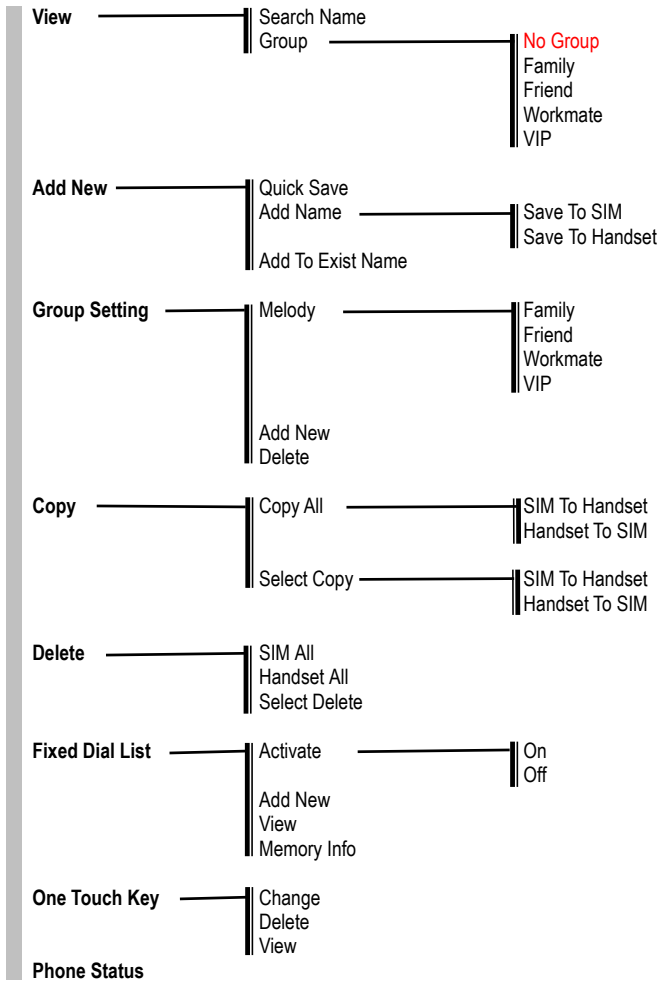 View Search Name
Group No Group
Family
Friend
Workmate
VIP
Add New Quick Save
Add Name Save To SIM
Save To Handset
Add To Exist Name
Group Setting Melody Family
Friend
Workmate
VIP
Add New
Delete
Copy Copy All SIM To Handset
Handset To SIM
Select Copy SIM To Handset
Handset To SIM
Delete SIM All
Handset All
Select Delete
Fixed Dial List Activate On
Off
Add New
View
Memory Info
One Touch Key Change
Delete
View
Phone Status